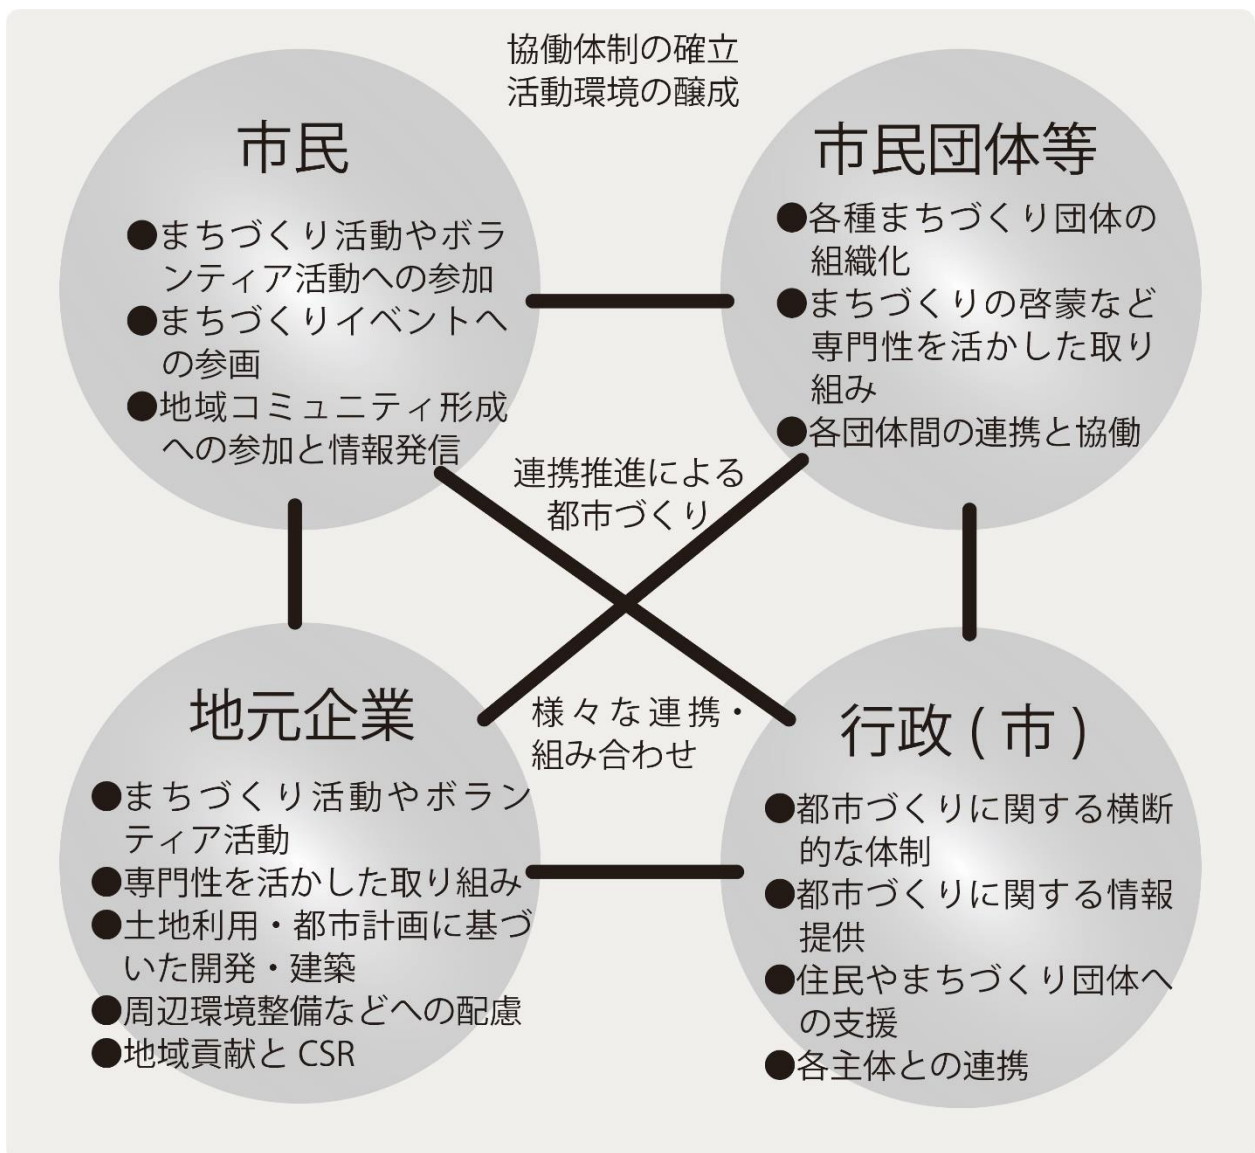 協働体制の確立
活動環境の醸成
市民
●まちづくり活動やボラ
ンティア活動への参加
●まちづくりイベントへ
の参画
●地域コミュニティ形成
への参加と情報発信
市民団体等
●各種まちづくり団体の
組織化
●まちづくりの啓蒙など
専門性を活かした取り
組み
●各団体間の連携と協働
連携推進による
都市づくり
様々な連携・
組み合わせ
地元企業
●まちづくり活動やボラン
ティア活動
●専門性を活かした取り組み
●土地利用・都市計画に基づ
いた開発・建築
●周辺環境整備などへの配慮
●地域貢献と CSR
行政 ( 市 )
●都市づくりに関する横断
的な体制
●都市づくりに関する情報
提供
●住民やまちづくり団体へ
の支援
●各主体との連携